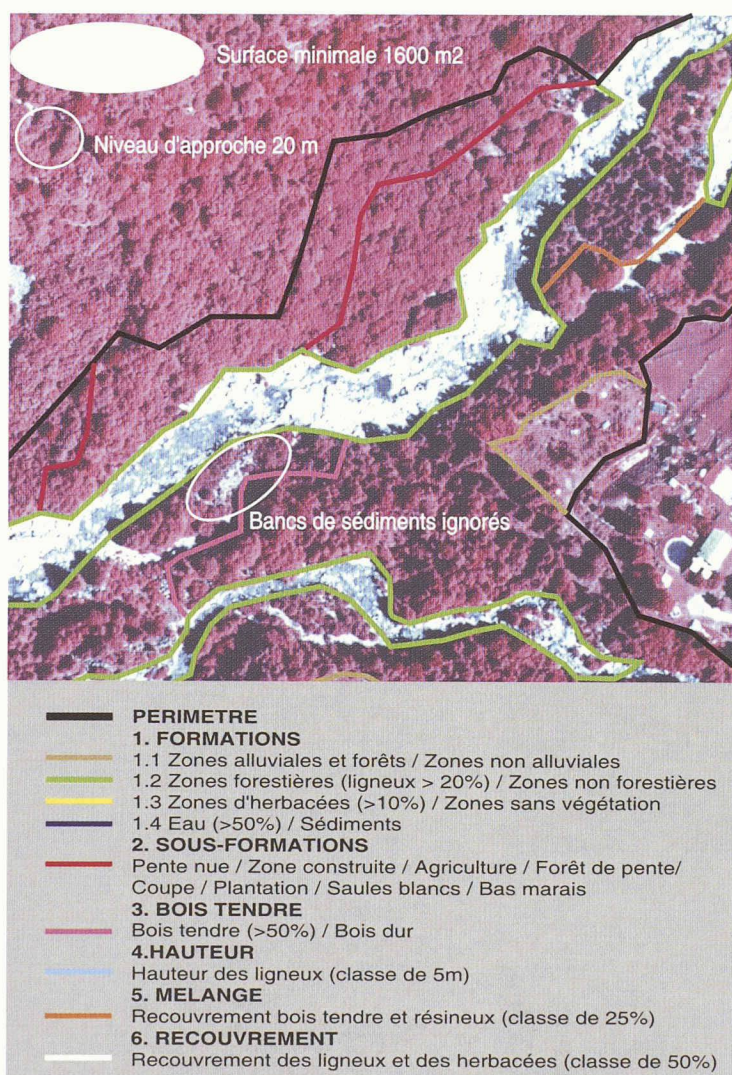 Surface minimale 1600 m2
Niveau d'approche 20 m
Bancs de sédiments ignorés
PERIMETRE
1. FORMATIONS
1.1 Zones alluviales et forêts / Zones non alluviales
1.2 Zones forestières (ligneux > 20%) / Zones non forestières
1.3 Zones d'herbacées (>10%) / Zones sans végétation
1.4 Eau (>50%) / Sédiments
2. SOUS-FORMATIONS
Pente nue / Zone construite / Agriculture / Forêt de pente/
Coupe / Plantation / Saules blancs / Bas marais
3. BOIS TENDRE
Bois tendre (>50%) / Bois dur
4.HAUTEUR
Hauteur des ligneux (classe de 5m)
5. MELANGE
Recouvrement bois tendre et résineux (classe de 25%)
6. RECOUVREMENT
Recouvrement des ligneux et des herbacées (classe de 50%)